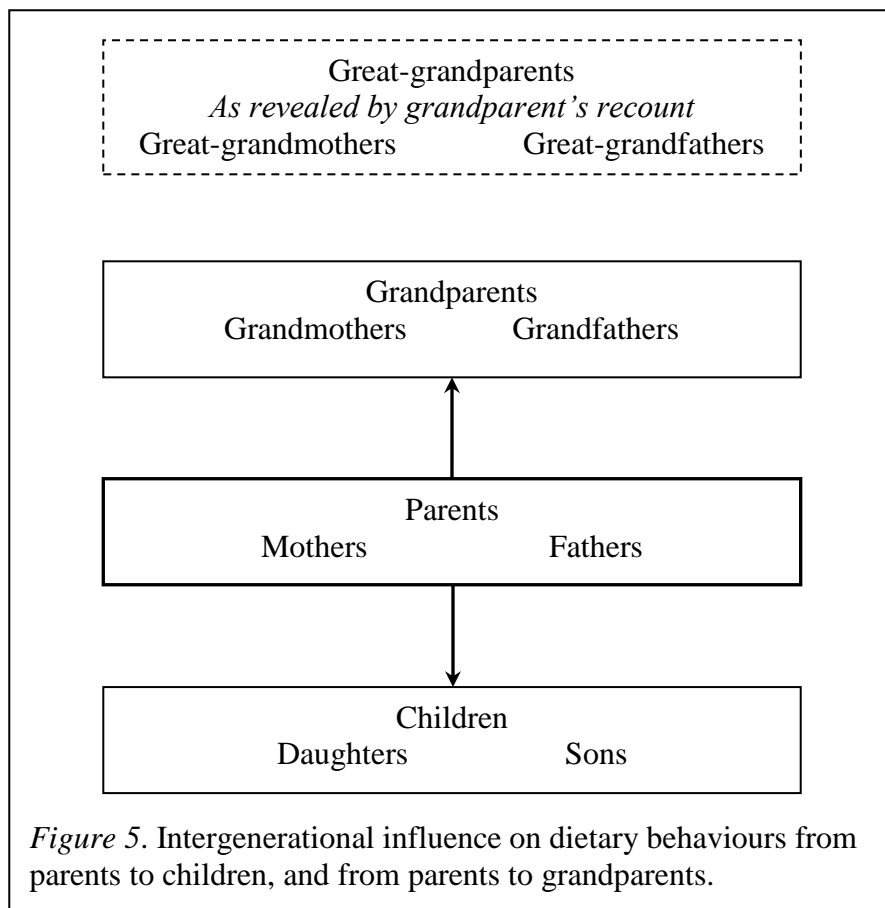 Great-grandparents
As revealed by grandparent's recount
Great-grandmothers Great-grandfathers
Grandparents
Grandmothers Grandfathers
Parents
Mothers Fathers
Children
Daughters Sons
Figure 5. Intergenerational influence on dietary behaviours from
parents to children, and from parents to grandparents.